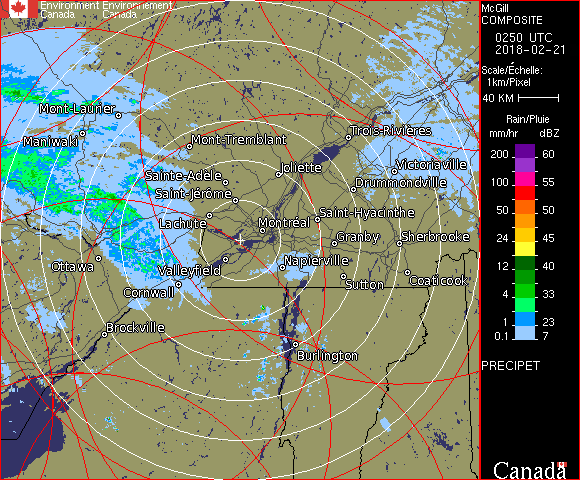 Environment Environnement
Canada Canada
McGill
COMPOSITE
0250 UTC
2018-02-21
Scale/Échelle:
1km/Pixel
40 KM
Rain/Pluie
mm/hr dBZ
200 60
100 55
50 50
24 45
12 40
4 33
1 23
0.1 7
PRECIPET
Canada
Mont-Laurier
Maniwaki
Mont-Tremblant
Trois-Rivières
Sainte-Adèle
Joliette
Victoriaville
Saint-Jérôme
Drummondville
Lachute
Montréal
Saint-Hyacinthe
Granby
Sherbrooke
Ottawa
Valleyfield
Napierville
Cornwall
Sutton
Coaticook
Brockville
Burlington